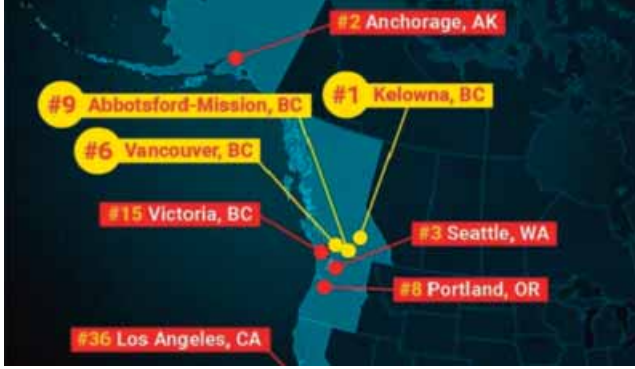 #2 Anchorage, AK
#9 Abbotsford-Mission, BC
#1 Kelowna, BC
#6 Vancouver, BC
#15 Victoria, BC
#3 Seattle, WA
#8 Portland, OR
#36 Los Angeles, CA